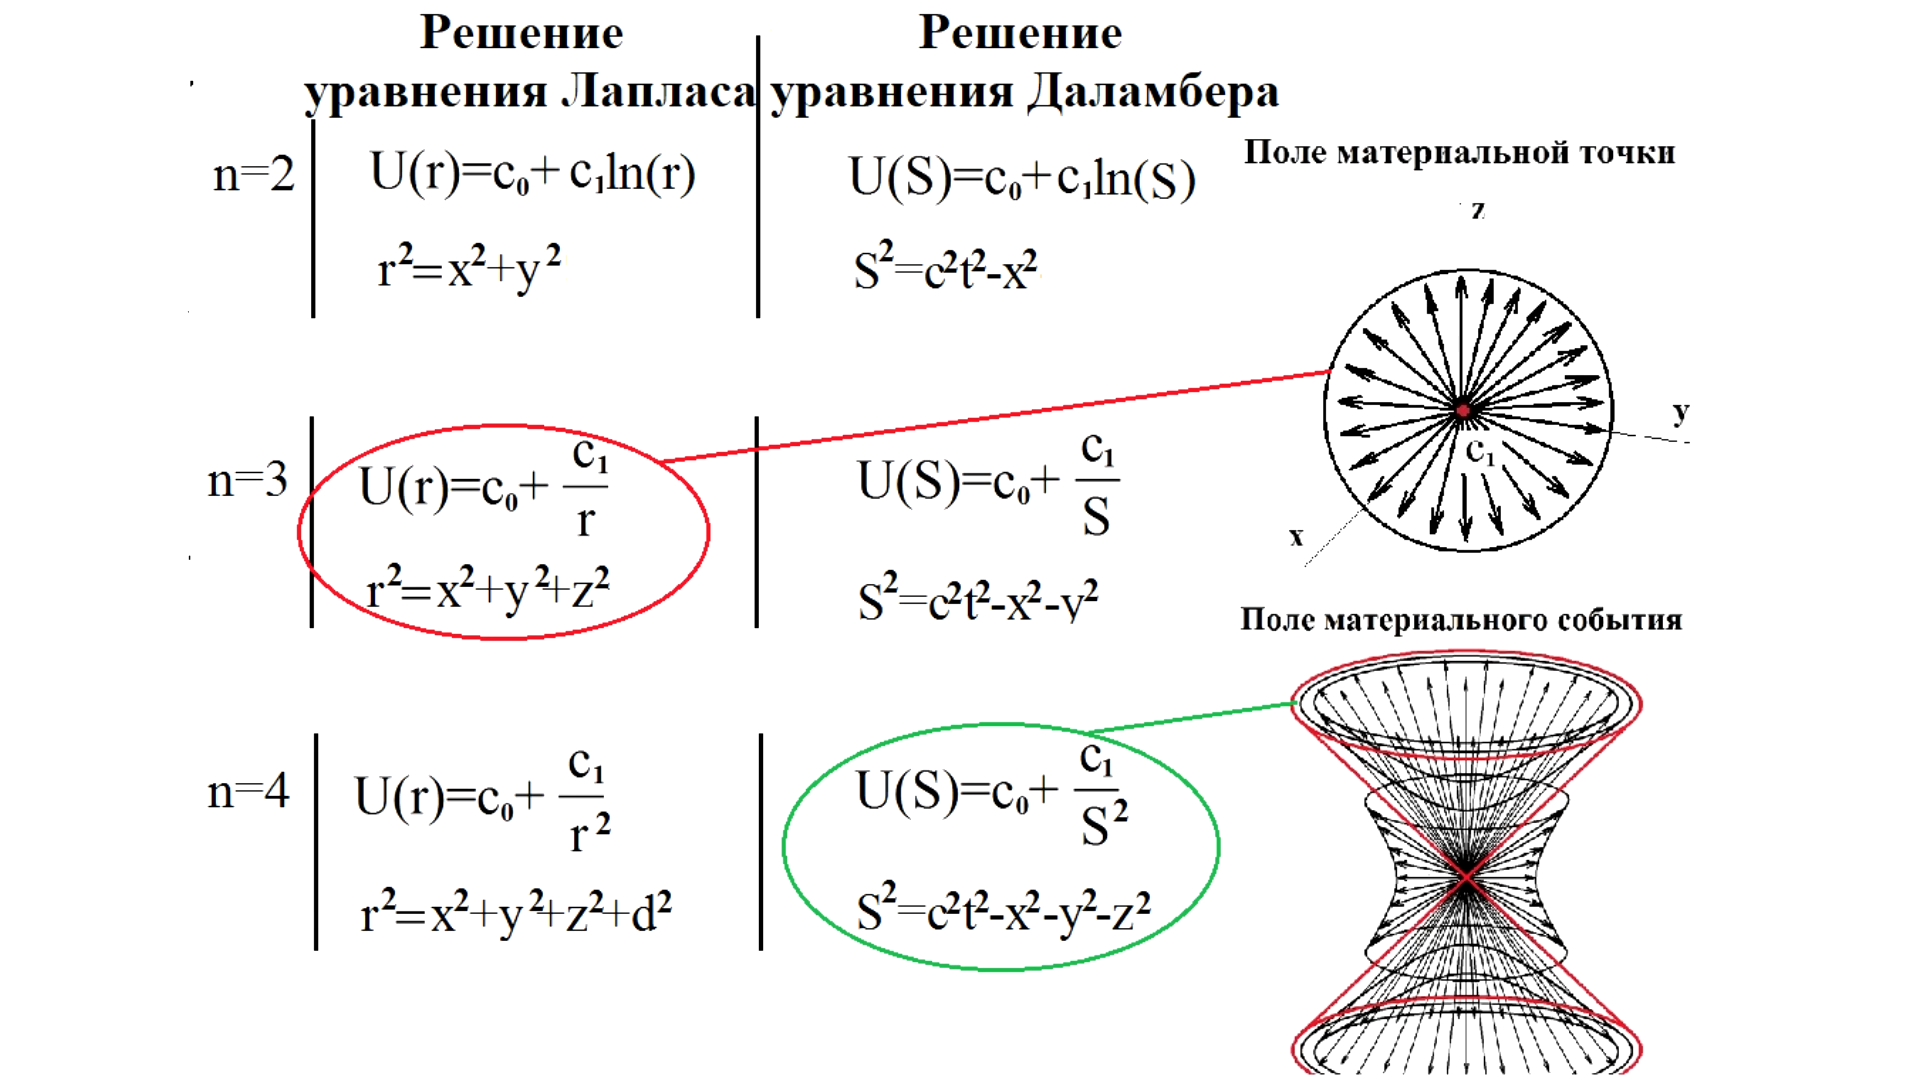 Решение
уравнения Лапласа
Решение
уравнения Даламбера
n=2
U(r)=c₀+c₁ln(r)
r²=x²+y²
U(S)=c₀+c₁ln(S)
S²=c²t²-x²
Поле материальной точки
z
y
x
c₁
n=3
U(r)=c₀+c₁/r
r²=x²+y²+z²
U(S)=c₀+c₁/S
S²=c²t²-x²-y²
Поле материального события
n=4
U(r)=c₀+c₁/r²
r²=x²+y²+z²+d²
U(S)=c₀+c₁/S²
S²=c²t²-x²-y²-z²